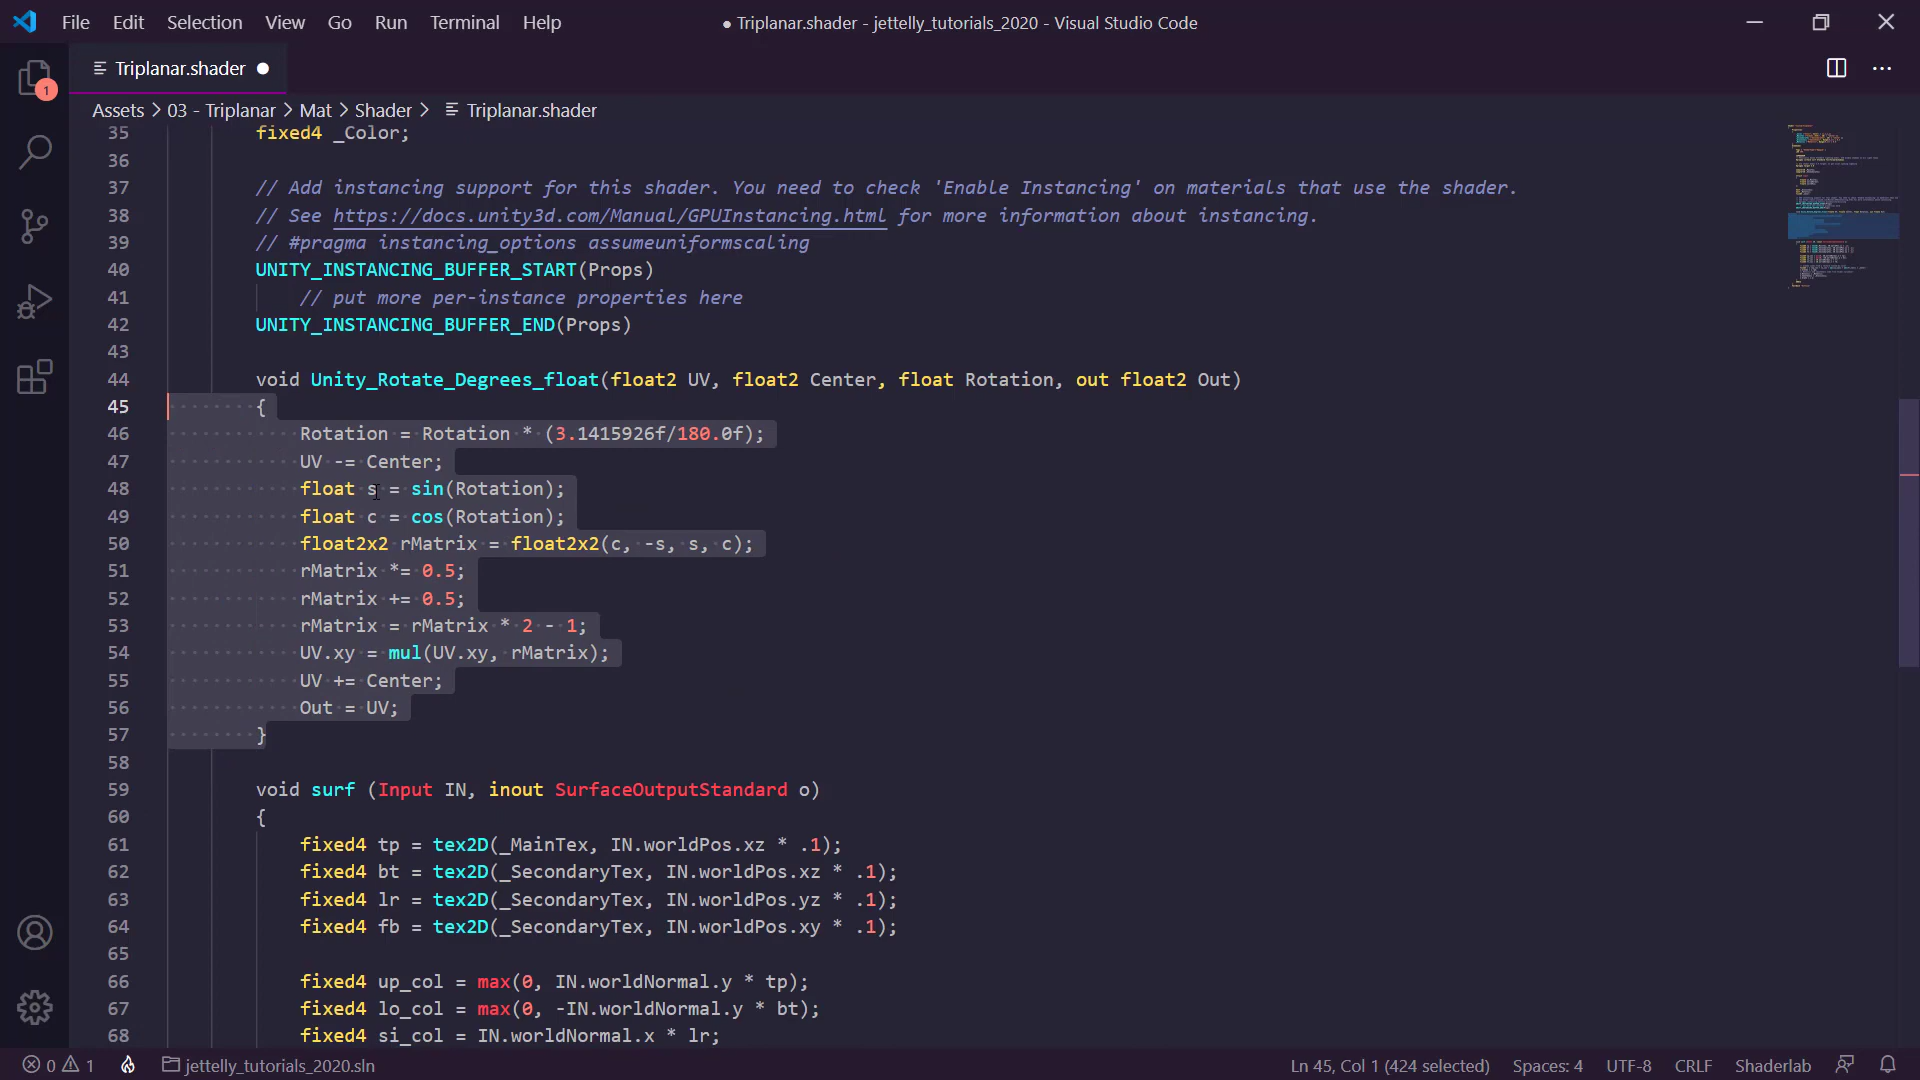 File Edit Selection View Go Run Terminal Help
● Triplanar.shader - jettelly_tutorials_2020 - Visual Studio Code
Triplanar.shader
1
Assets > 03 - Triplanar > Mat > Shader > Triplanar.shader
35 fixed4 _Color;
36
37 // Add instancing support for this shader. You need to check 'Enable Instancing' on materials that use the shader.
38 // See https://docs.unity3d.com/Manual/GPUInstancing.html for more information about instancing.
39 // #pragma instancing_options assumeuniformscaling
40 UNITY_INSTANCING_BUFFER_START(Props)
41 // put more per-instance properties here
42 UNITY_INSTANCING_BUFFER_END(Props)
43
44 void Unity_Rotate_Degrees_float(float2 UV, float2 Center, float Rotation, out float2 Out)
45 {
46 Rotation = Rotation * (3.1415926f/180.0f);
47 UV -= Center;
48 float s = sin(Rotation);
49 float c = cos(Rotation);
50 float2x2 rMatrix = float2x2(c, -s, s, c);
51 rMatrix *= 0.5;
52 rMatrix += 0.5;
53 rMatrix = rMatrix * 2 - 1;
54 UV.xy = mul(UV.xy, rMatrix);
55 UV += Center;
56 Out = UV;
57 }
58
59 void surf (Input IN, inout SurfaceOutputStandard o)
60 {
61 fixed4 tp = tex2D(_MainTex, IN.worldPos.xz * .1);
62 fixed4 bt = tex2D(_SecondaryTex, IN.worldPos.xz * .1);
63 fixed4 lr = tex2D(_SecondaryTex, IN.worldPos.yz * .1);
64 fixed4 fb = tex2D(_SecondaryTex, IN.worldPos.xy * .1);
65
66 fixed4 up_col = max(0, IN.worldNormal.y * tp);
67 fixed4 lo_col = max(0, -IN.worldNormal.y * bt);
68 fixed4 si_col = IN.worldNormal.x * lr;
0 1 jettelly_tutorials_2020.sln Ln 45, Col 1 (424 selected) Spaces: 4 UTF-8 CRLF Shaderlab